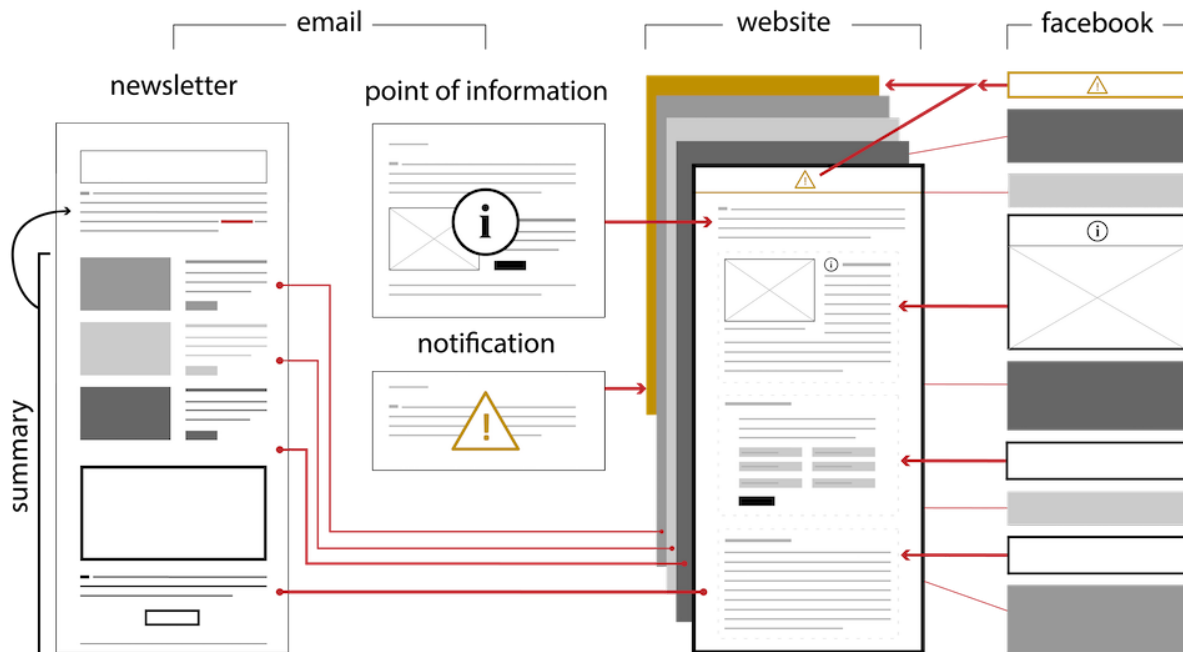 email
website
facebook
newsletter
point of information
i
!
!
!
i
i
notification
!
summary